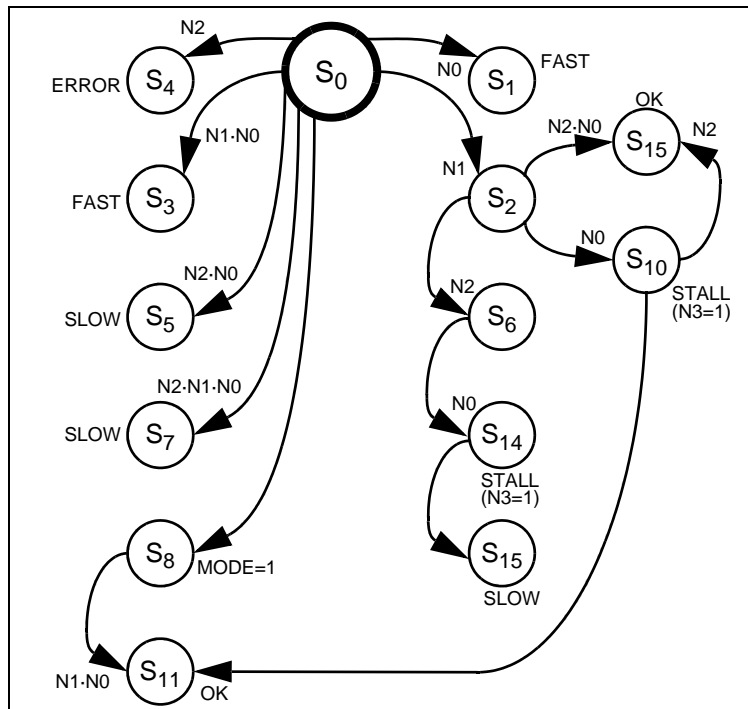 N2
S0
N0
S1
FAST
ERROR
S4
N1·N0
FAST
S3
N1
S2
N2·N0
OK
S15
N2
N0
S10
STALL
(N3=1)
N2·N0
SLOW
S5
N2
S6
N2·N1·N0
SLOW
S7
N0
S14
STALL
(N3=1)
S8
MODE=1
S15
SLOW
N1·N0
S11
OK